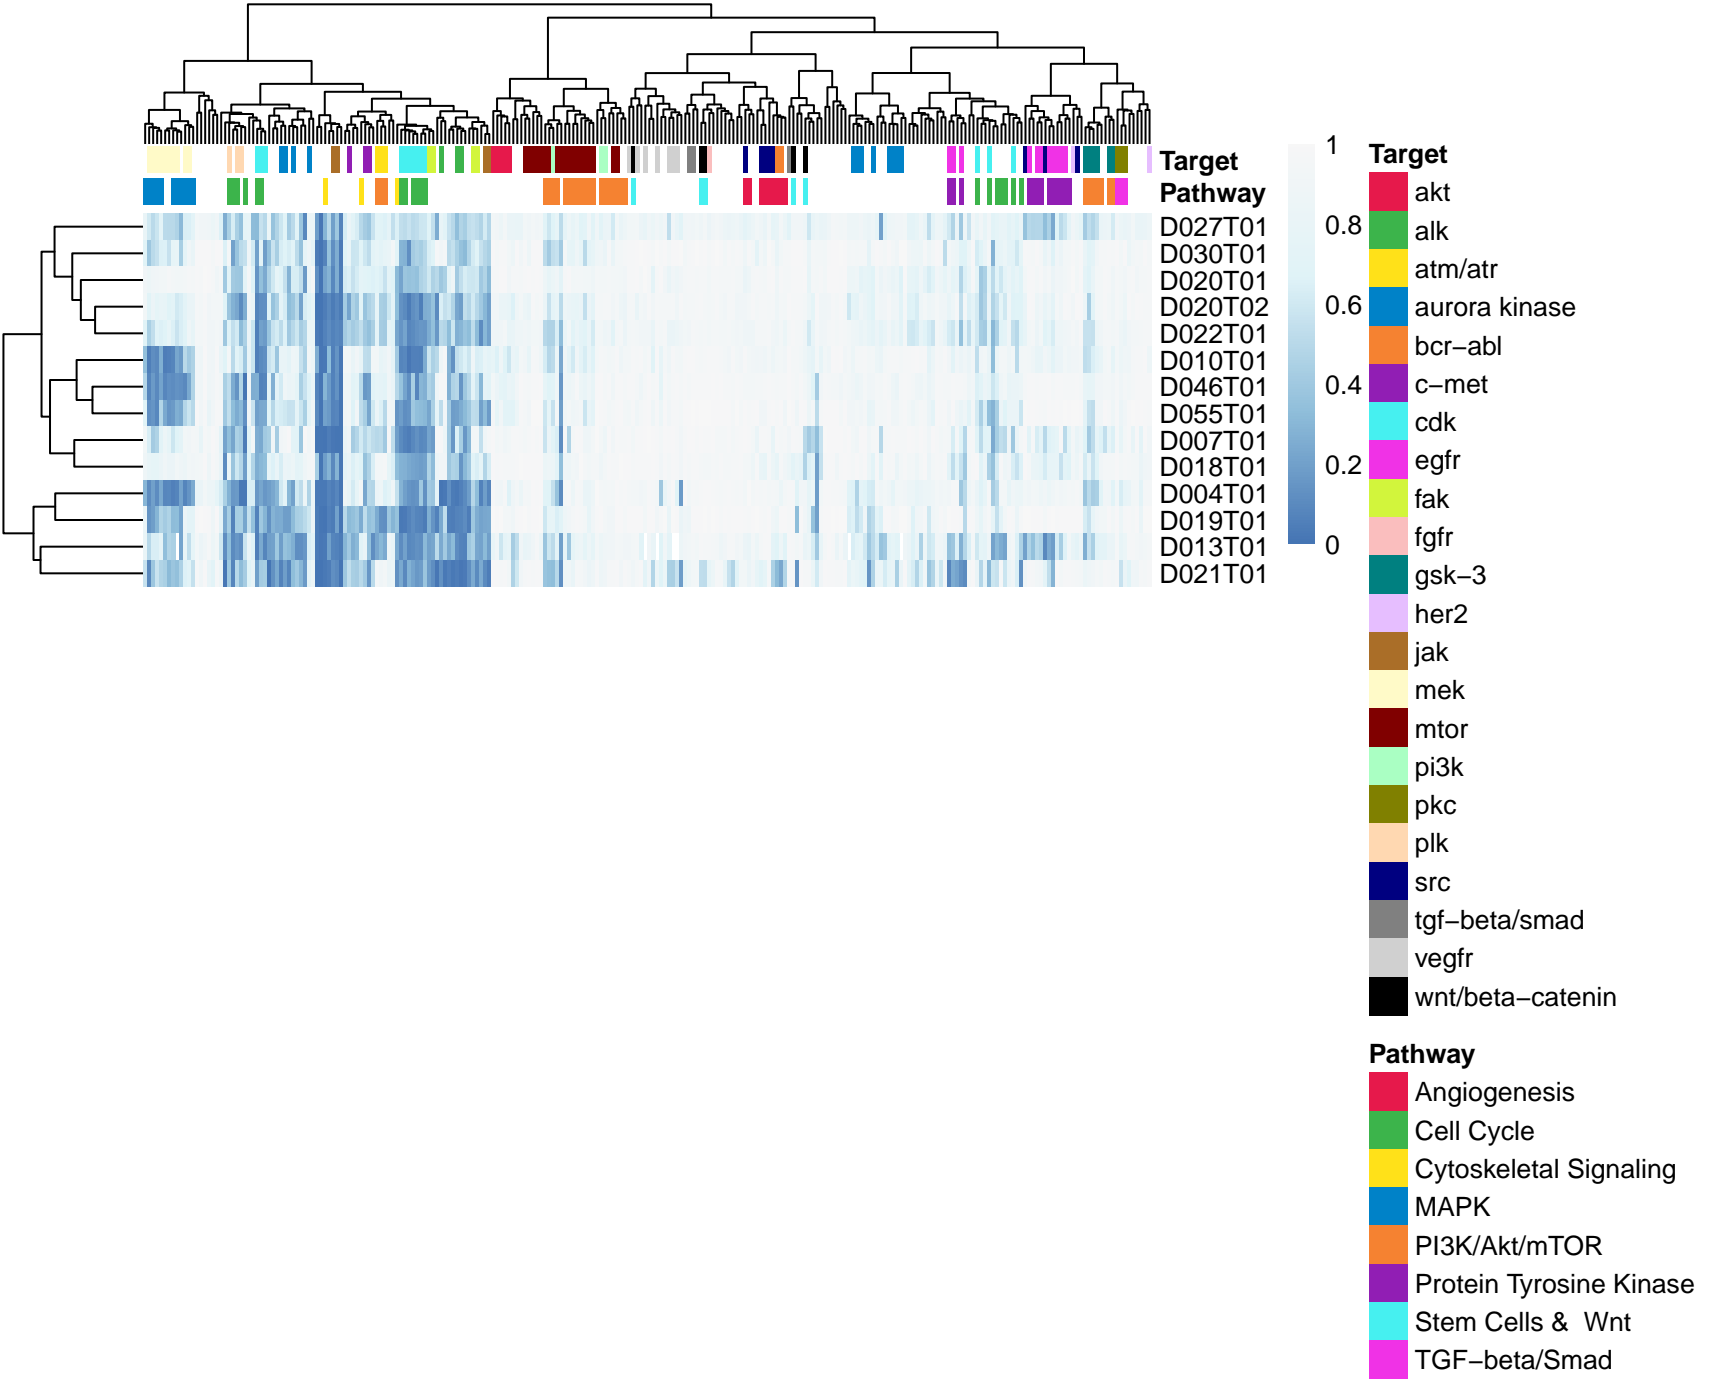 Target
Pathway
D027T01
D030T01
D020T01
D020T02
D022T01
D010T01
D046T01
D055T01
D007T01
D018T01
D004T01
D019T01
D013T01
D021T01
1
0.8
0.6
0.4
0.2
0
Target
akt
alk
atm/atr
aurora kinase
bcr−abl
c−met
cdk
egfr
fak
fgfr
gsk−3
her2
jak
mek
mtor
pi3k
pkc
plk
src
tgf−beta/smad
vegfr
wnt/beta−catenin
Pathway
Angiogenesis
Cell Cycle
Cytoskeletal Signaling
MAPK
PI3K/Akt/mTOR
Protein Tyrosine Kinase
Stem Cells &  Wnt
TGF−beta/Smad